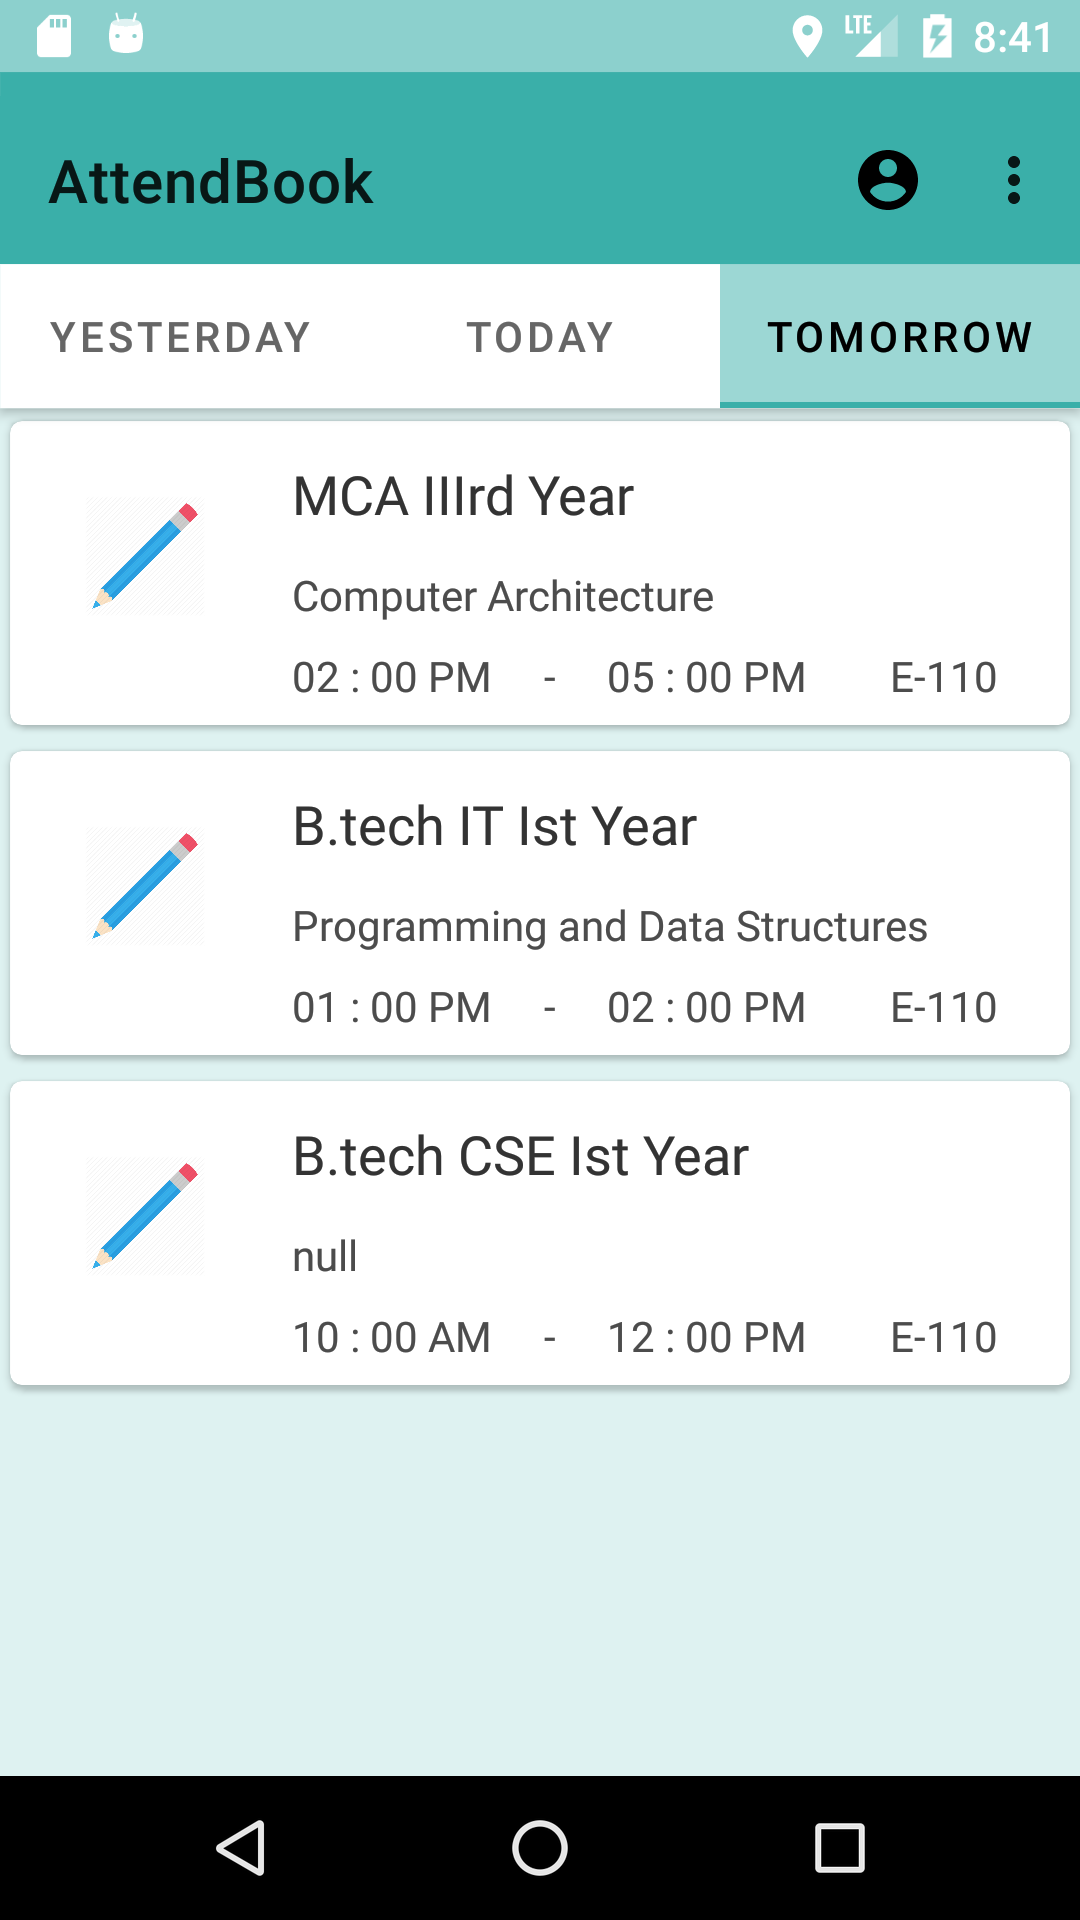 LTE 8:41
AttendBook
YESTERDAY TODAY TOMORROW
MCA IIIrd Year
Computer Architecture
02 : 00 PM - 05 : 00 PM E-110
B.tech IT Ist Year
Programming and Data Structures
01 : 00 PM - 02 : 00 PM E-110
B.tech CSE Ist Year
null
10 : 00 AM - 12 : 00 PM E-110